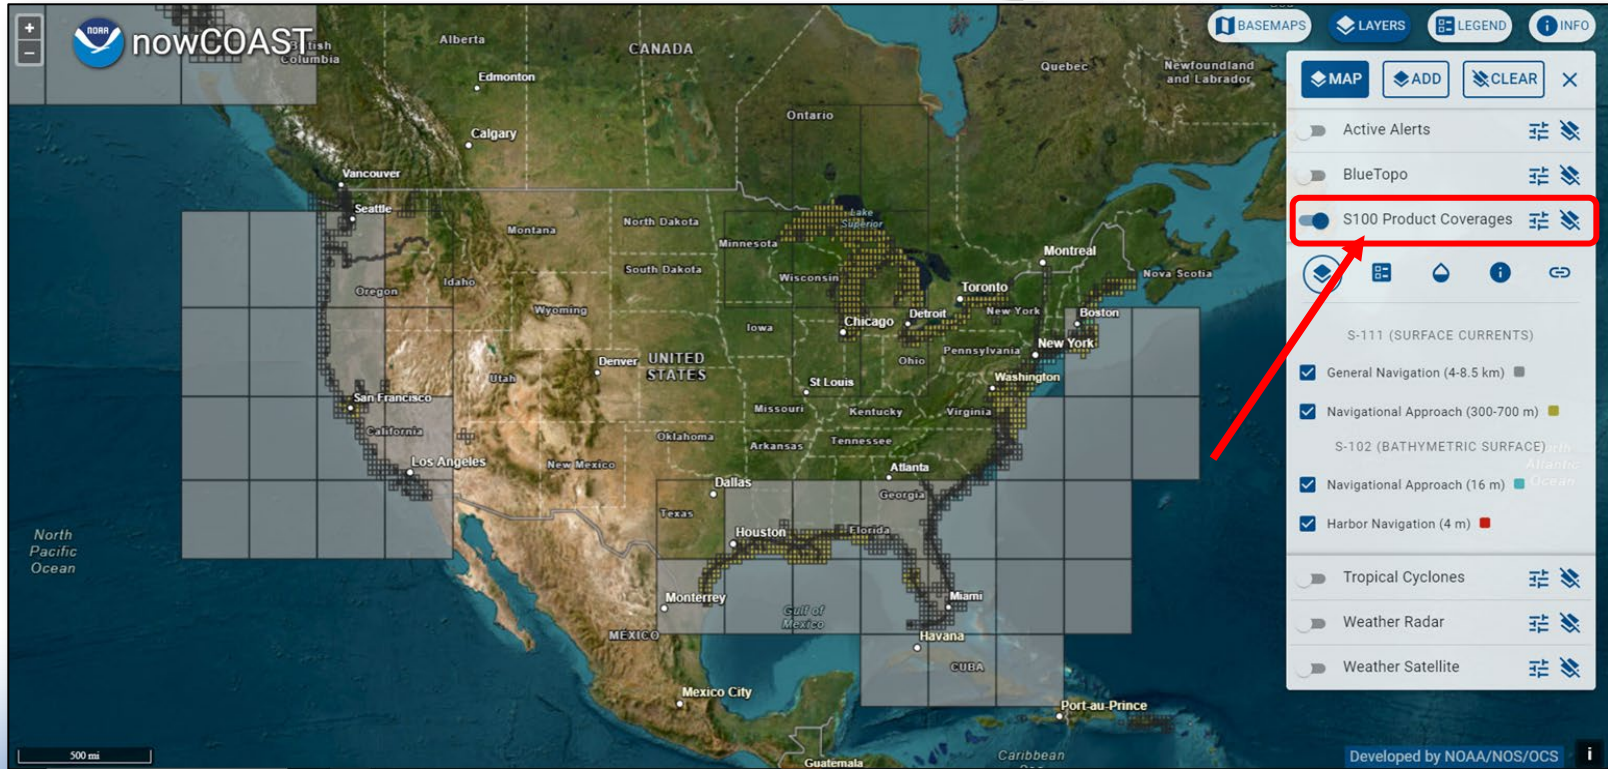 +
−
NOAA
nowCOAST
BASEMAPS
LAYERS
LEGEND
INFO
MAP
ADD
CLEAR
Active Alerts
BlueTopo
S100 Product Coverages
S-111 (SURFACE CURRENTS)
General Navigation (4-8.5 km)
Navigational Approach (300-700 m)
S-102 (BATHYMETRIC SURFACE)
Navigational Approach (16 m)
Harbor Navigation (4 m)
Tropical Cyclones
Weather Radar
Weather Satellite
Columbia
Alberta
CANADA
Quebec
Newfoundland
and Labrador
Edmonton
Ontario
Calgary
Vancouver
Seattle
Lake
Superior
Montana
North Dakota
Minnesota
Montreal
Nova Scotia
South Dakota
Wisconsin
Idaho
Oregon
Toronto
Wyoming
Iowa
Chicago
Detroit
New York
Boston
Denver
UNITED
STATES
Ohio
Pennsylvania
New York
Utah
St Louis
Washington
San Francisco
Missouri
Kentucky
Virginia
California
Oklahoma
Arkansas
Tennessee
Los Angeles
New Mexico
Atlanta
Dallas
Georgia
Texas
North
Pacific
Ocean
Houston
Florida
Atlantic
Ocean
Monterrey
Gulf of
Mexico
Miami
MEXICO
Havana
CUBA
Mexico City
Port-au-Prince
500 mi
Guatemala
Caribbean
Developed by NOAA/NOS/OCS
i